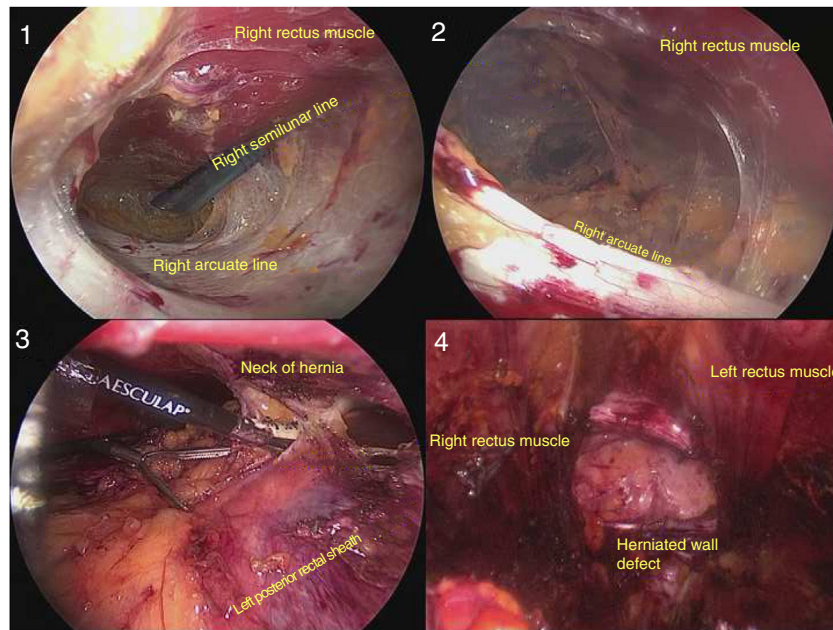 1
Right rectus muscle
Right semilunar line
Right arcuate line
2
Right rectus muscle
Right arcuate line
3
Neck of hernia
AESCULAP®
Left posterior rectal sheath
4
Left rectus muscle
Right rectus muscle
Herniated wall
defect